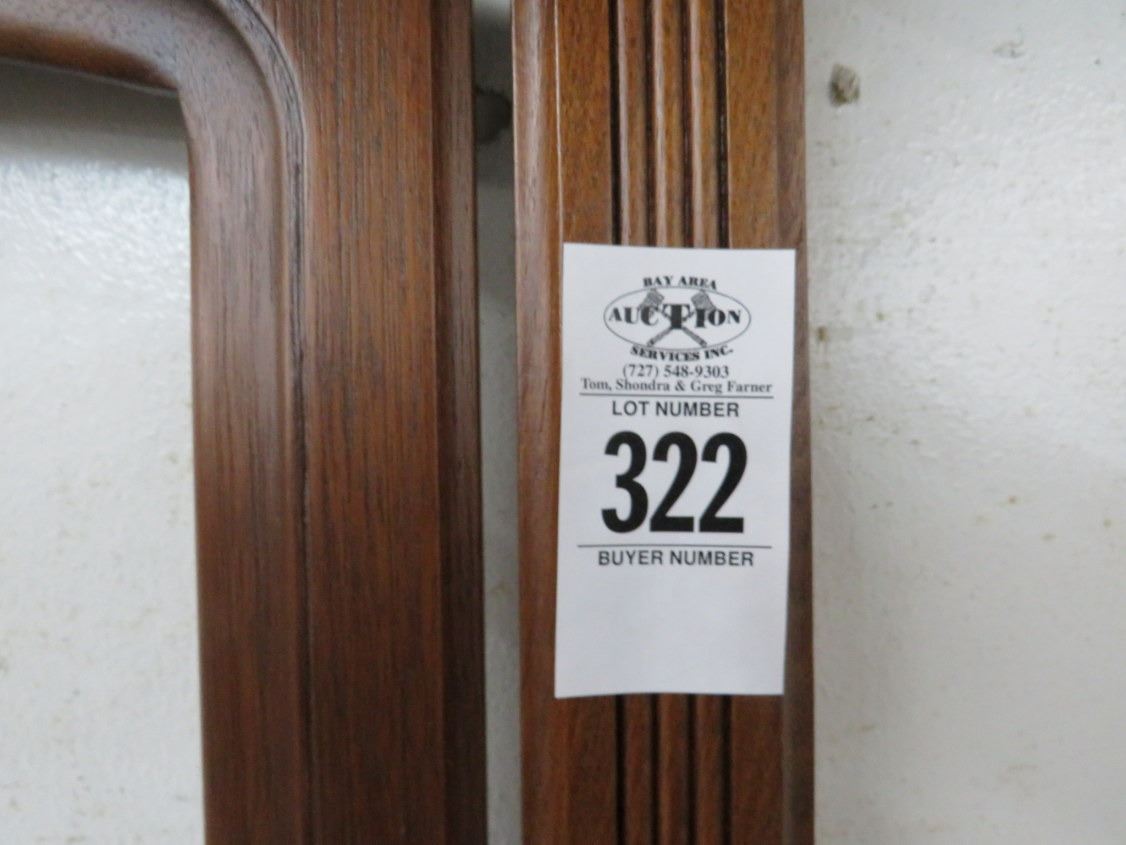 BAY AREA
AUCTION
SERVICES INC.
(727) 548-9303
Tom, Shondra & Greg Farner
LOT NUMBER
322
BUYER NUMBER